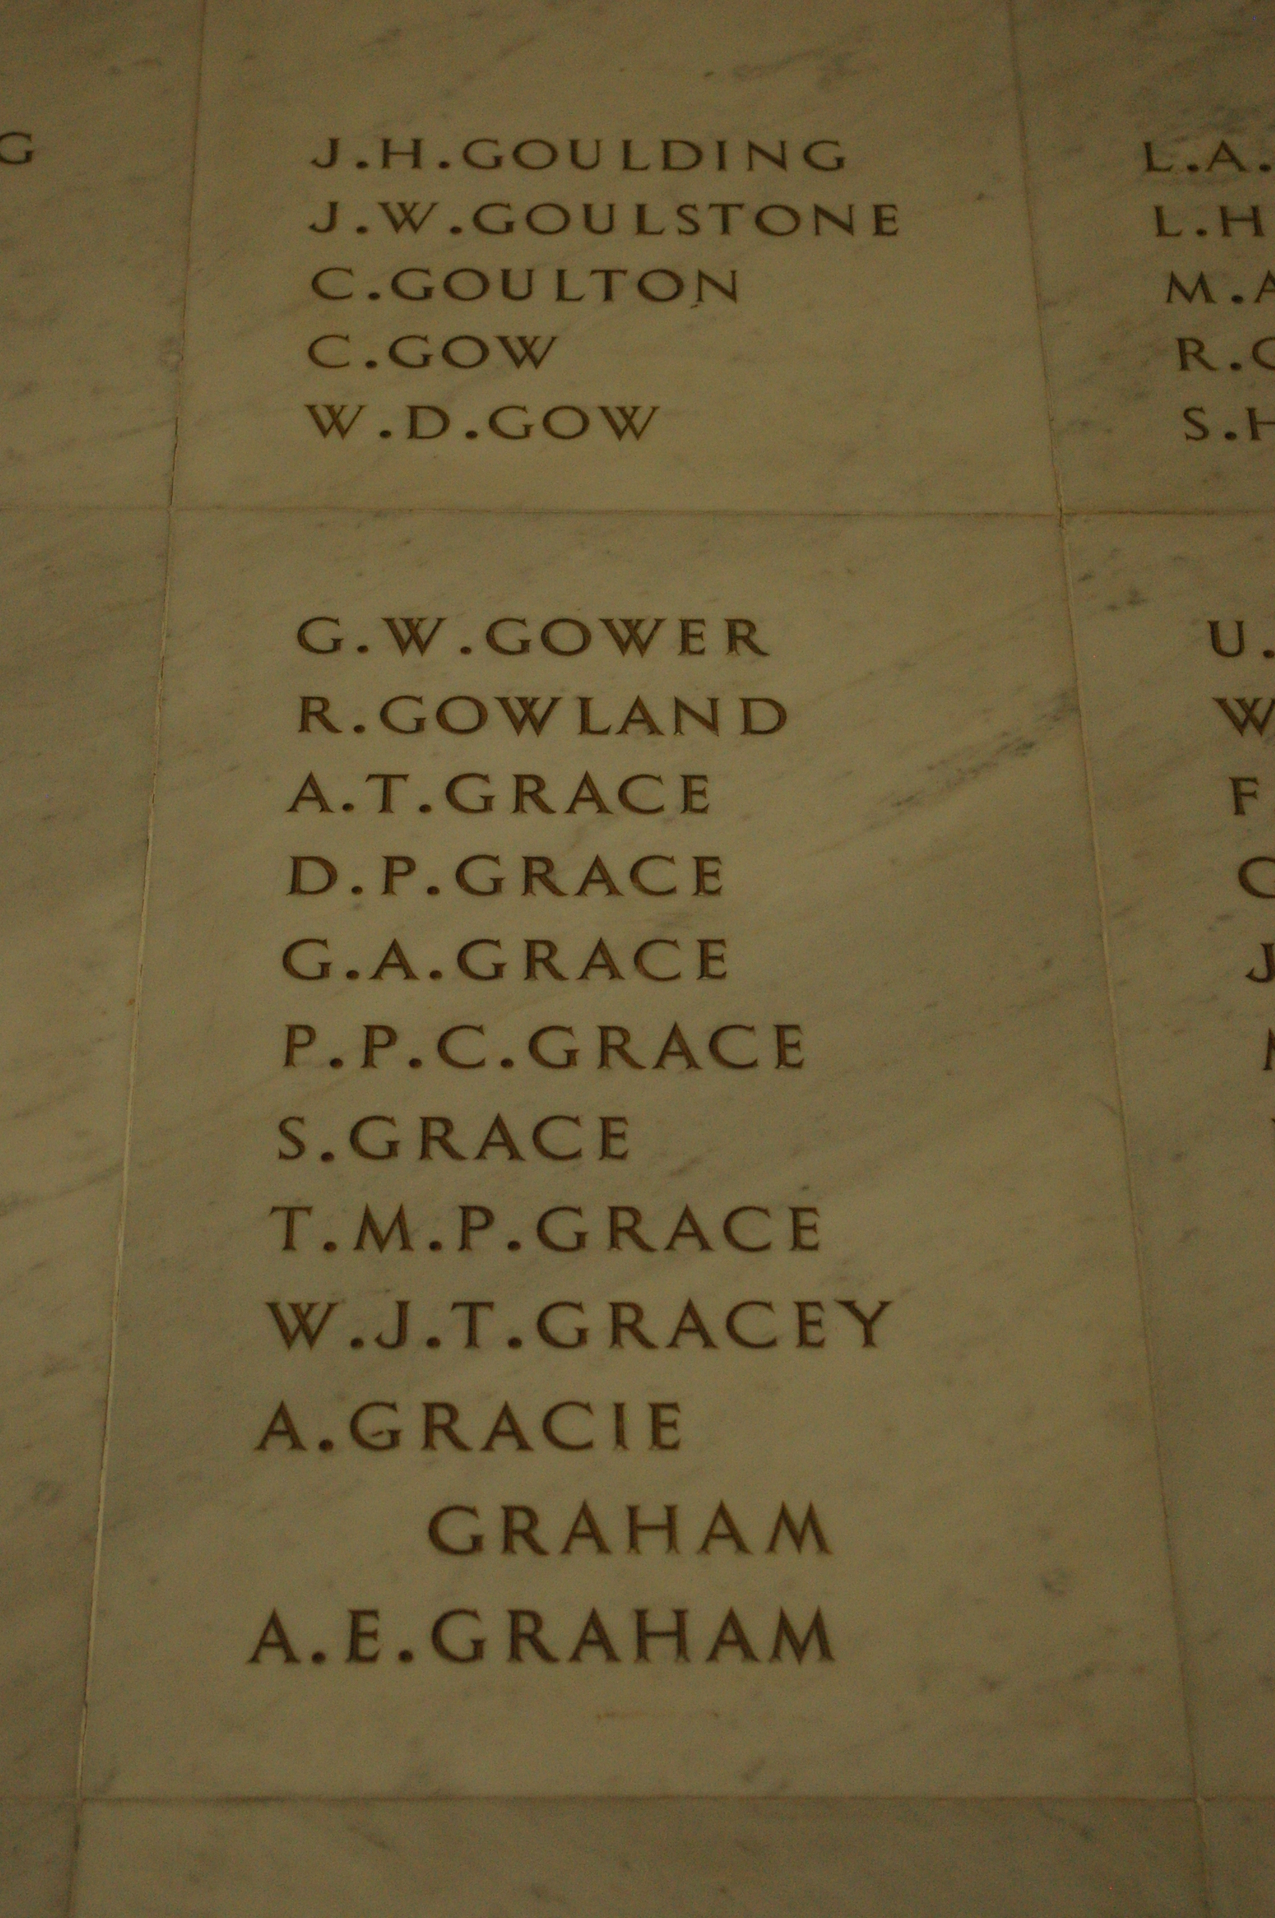 G
J.H.GOULDING
J.W.GOULSTONE
C.GOULTON
C.GOW
W.D.GOW
G.W.GOWER
R.GOWLAND
A.T.GRACE
D.P.GRACE
G.A.GRACE
P.P.C.GRACE
S.GRACE
T.M.P.GRACE
W.J.T.GRACEY
A.GRACIE
GRAHAM
A.E.GRAHAM
L.A.
L.H
M.A
R.
S.H
U.
W
F
C
J